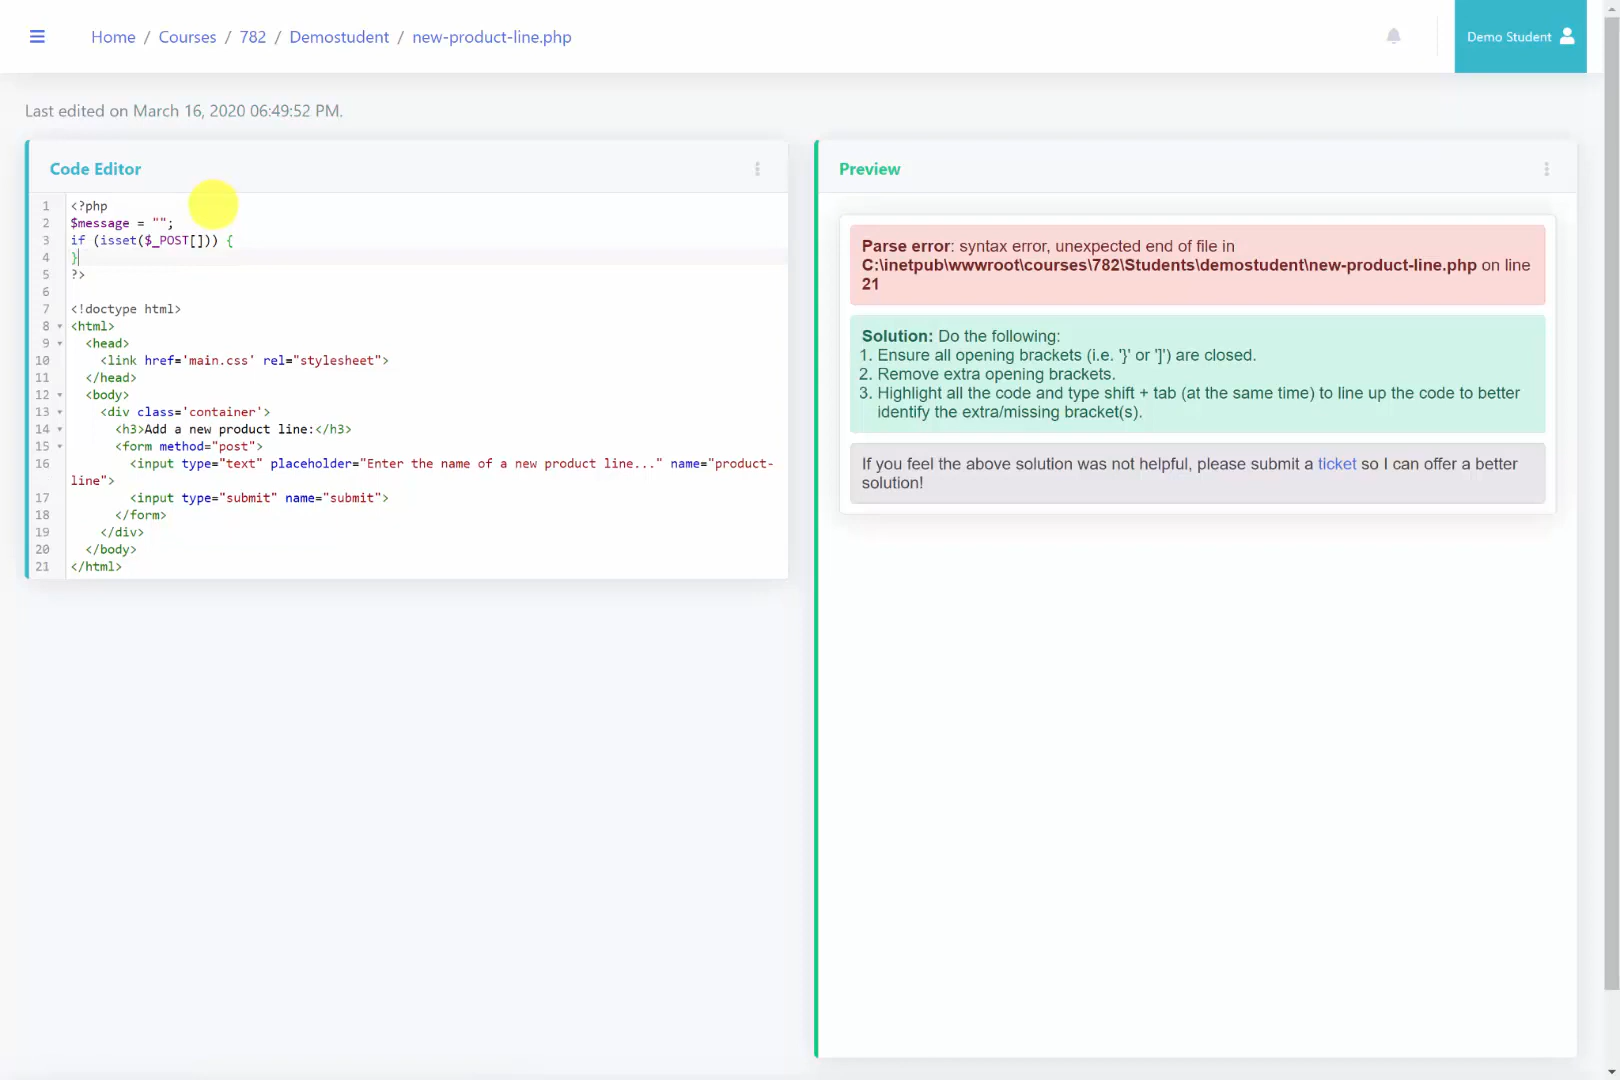 Home / Courses / 782 / Demostudent / new-product-line.php
Demo Student
Last edited on March 16, 2020 06:49:52 PM.
Code Editor
1 <?php
2 $message = "";
3 if (isset($_POST[])) {
4 }
5 ?>
6
7 <!doctype html>
8 <html>
9 <head>
10 <link href='main.css' rel="stylesheet">
11 </head>
12 <body>
13 <div class='container'>
14 <h3>Add a new product line:</h3>
15 <form method="post">
16 <input type="text" placeholder="Enter the name of a new product line..." name="product-
line">
17 <input type="submit" name="submit">
18 </form>
19 </div>
20 </body>
21 </html>
Preview
Parse error: syntax error, unexpected end of file in
C:\inetpub\wwwroot\courses\782\Students\demostudent\new-product-line.php on line
21
Solution: Do the following:
1. Ensure all opening brackets (i.e. '}' or ']') are closed.
2. Remove extra opening brackets.
3. Highlight all the code and type shift + tab (at the same time) to line up the code to better
identify the extra/missing bracket(s).
If you feel the above solution was not helpful, please submit a ticket so I can offer a better
solution!